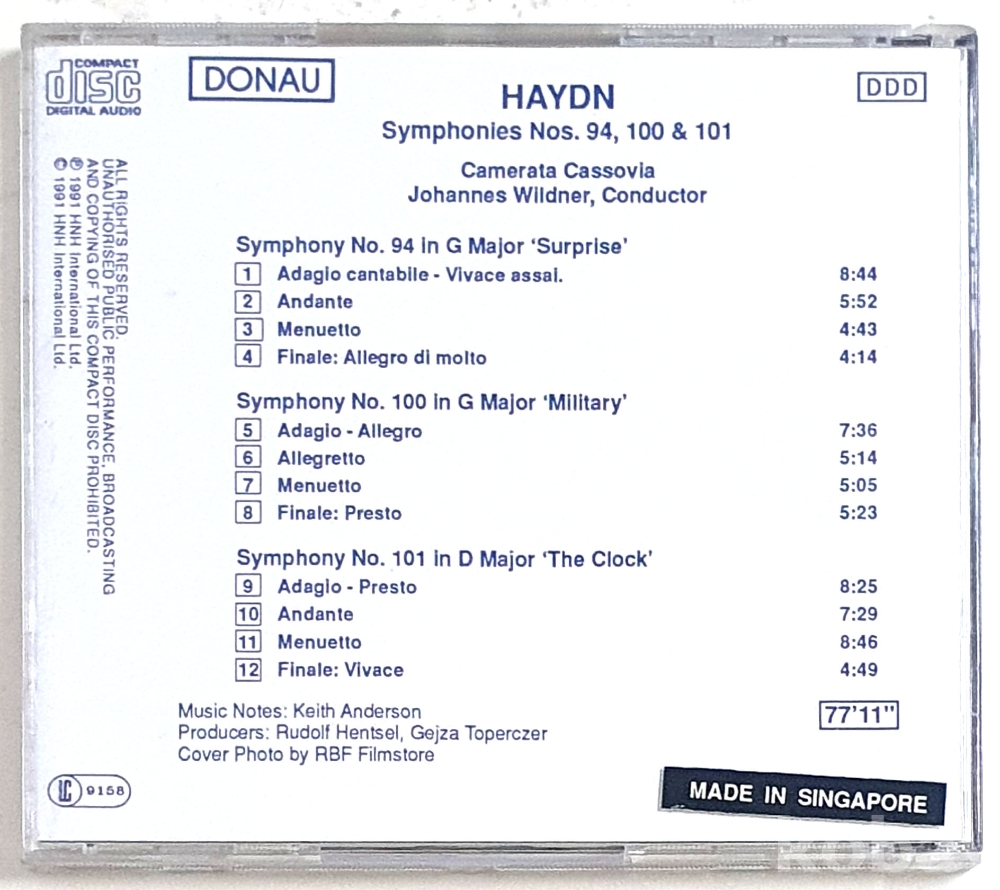 COMPACT
disc
DIGITAL AUDIO
DONAU
DDD
HAYDN
Symphonies Nos. 94, 100 & 101
Camerata Cassovia
Johannes Wildner, Conductor
ALL RIGHTS RESERVED.
UNAUTHORISED PUBLIC PERFORMANCE, BROADCASTING
AND COPYING OF THIS COMPACT DISC PROHIBITED.
℗ 1991 HNH International Ltd.
© 1991 HNH International Ltd.
Symphony No. 94 in G Major ‘Surprise’
1 Adagio cantabile - Vivace assai. 8:44
2 Andante 5:52
3 Menuetto 4:43
4 Finale: Allegro di molto 4:14
Symphony No. 100 in G Major ‘Military’
5 Adagio - Allegro 7:36
6 Allegretto 5:14
7 Menuetto 5:05
8 Finale: Presto 5:23
Symphony No. 101 in D Major ‘The Clock’
9 Adagio - Presto 8:25
10 Andante 7:29
11 Menuetto 8:46
12 Finale: Vivace 4:49
Music Notes: Keith Anderson
Producers: Rudolf Hentsel, Gejza Toperczer
Cover Photo by RBF Filmstore
77’11"
LC 9158
MADE IN SINGAPORE